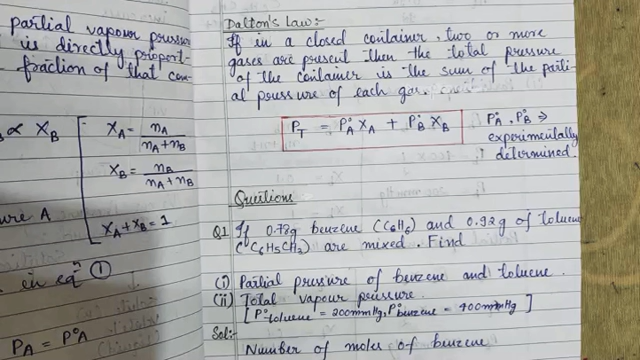 partial vapour pressure
is directly proport-
fraction of that com
∝ X_B
X_A = n_A / (n_A + n_B)
X_B = n_B / (n_A + n_B)
X_A + X_B = 1
ure A
in eqⁿ ①
P_A = P°A
Dalton's Law:-
If in a closed container, two or more
gases are present then the total pressure
of the container is the sum of the parti-
al pressure of each gas.
P_T = P°_A X_A + P°_B X_B
P°_A, P°_B ⇒
experimentally
determined.
Questions
Q1 If 0.78g benzene (C6H6) and 0.92g of toluene
(C6H5CH3) are mixed. Find
(i) Partial pressure of benzene and toluene.
(ii) Total vapour pressure.
[P°toluene = 200mmHg, P°benzene = 400mmHg]
Sol:-
Number of moles of benzene